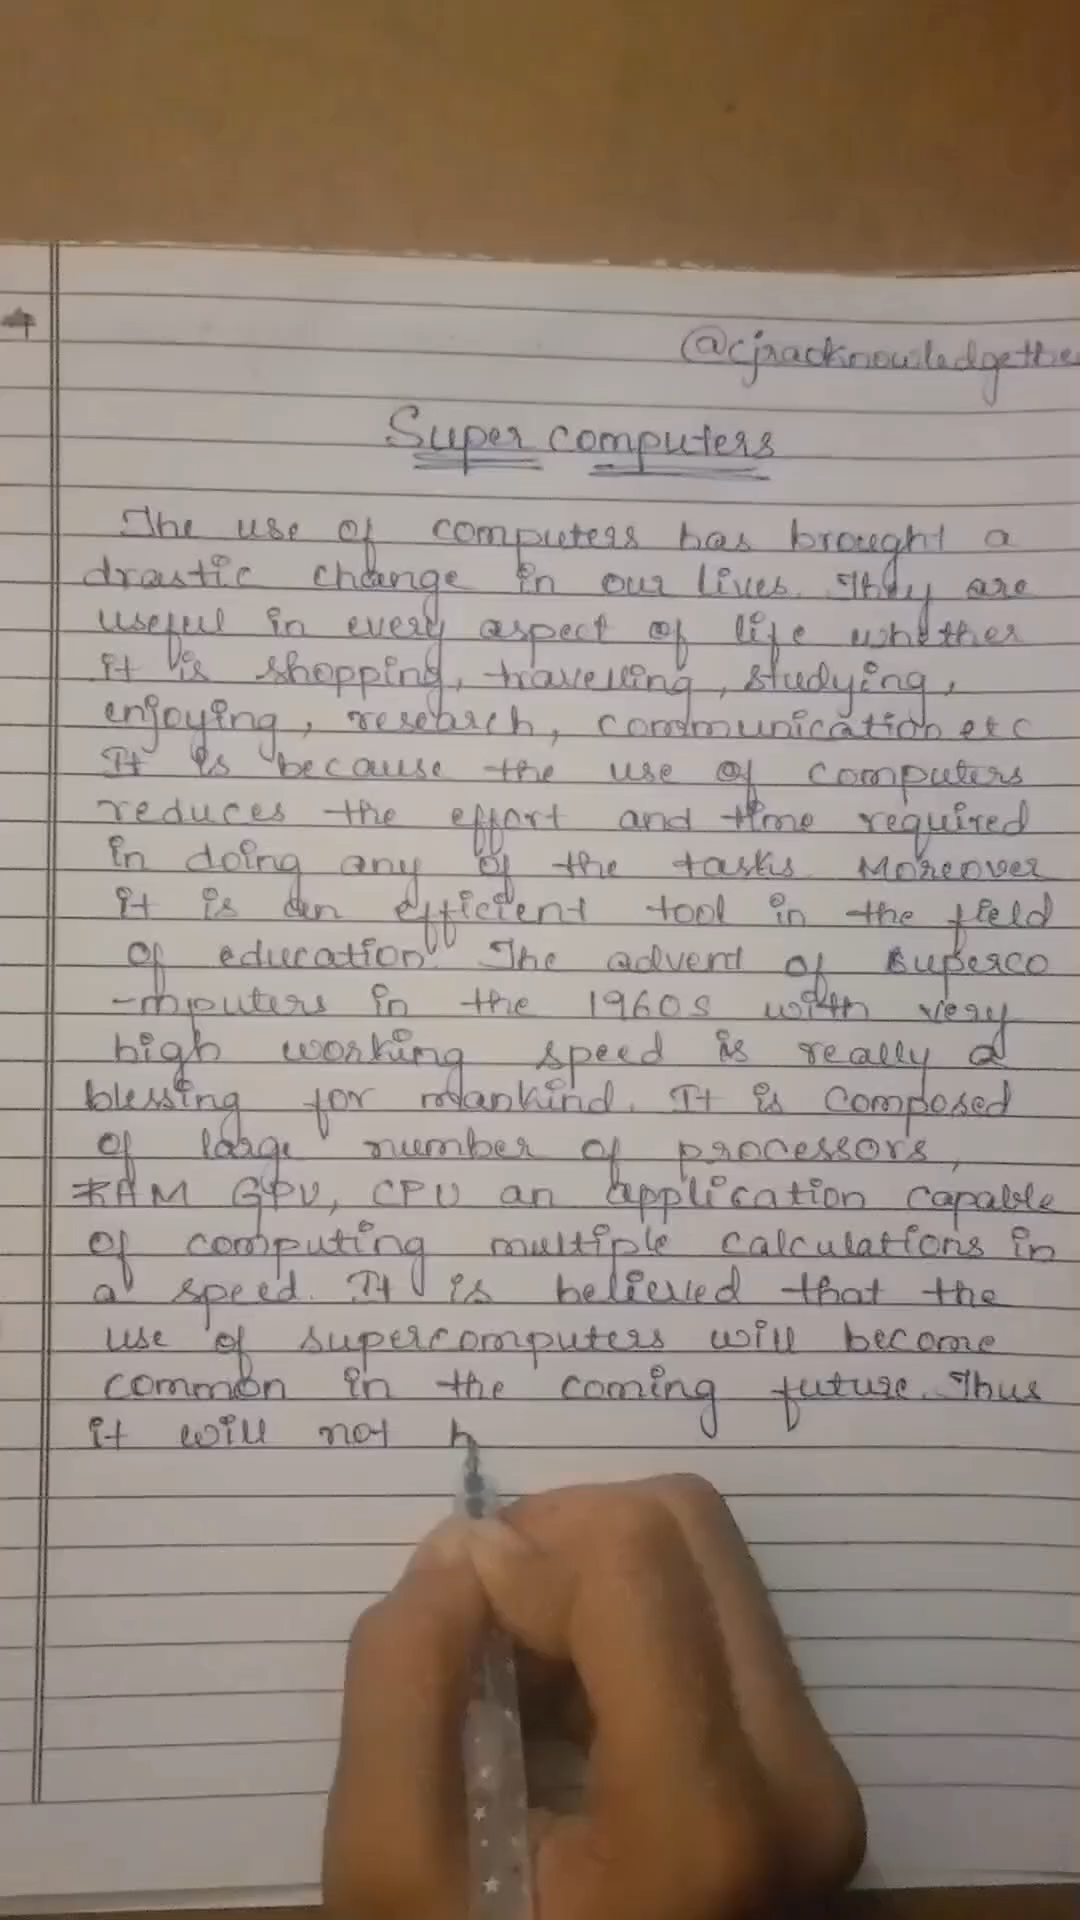 @cjracknowledgethe
Super computers
The use of computers has brought a
drastic change in our lives. They are
useful in every aspect of life whether
it is shopping, travelling, studying,
enjoying, research, communication etc
It is because the use of computers
reduces the effort and time required
in doing any of the tasks. Moreover
it is an efficient tool in the field
of education. The advent of superco
-mputers in the 1960s with very
high working speed is really a
blessing for mankind. It is composed
of large number of processors,
RAM GPU, CPU an application capable
of computing multiple calculations in
a speed. It is believed that the
use of supercomputers will become
common in the coming future. Thus
it will not